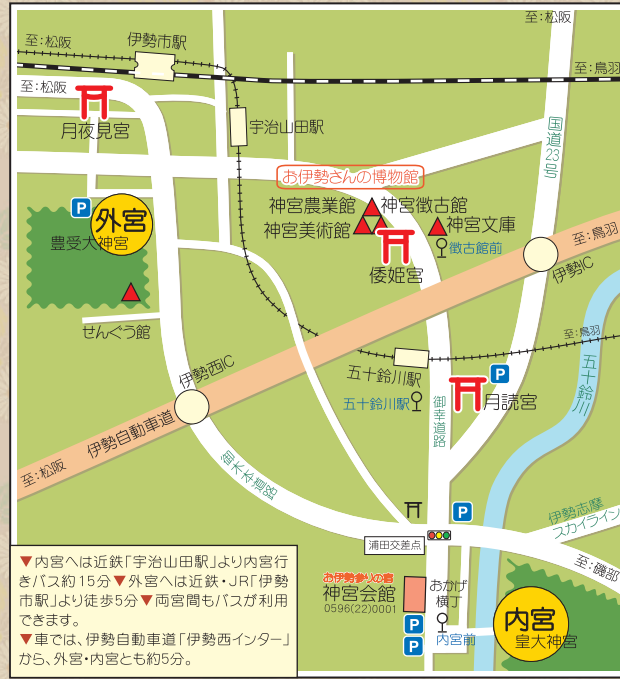 至:松阪
至:松阪
伊勢市駅
至:鳥羽
至:松阪
月夜見宮
宇治山田駅
国道23号
お伊勢さんの博物館
神宮農業館
神宮徴古館
神宮美術館
神宮文庫
徴古館前
倭姫宮
P
外宮
豊受大神宮
至:鳥羽
伊勢IC
せんぐう館
至:鳥羽
五十鈴川
伊勢西IC
五十鈴川駅
P
五十鈴川駅
御幸道路
月読宮
伊勢自動車道
至:松阪
御木本道路
P
伊勢志摩
スカイライン
浦田交差点
至:磯部
お伊勢参りの宿
神宮会館
0596(22)0001
おかげ
横丁
P
P
内宮前
内宮
皇大神宮
▼内宮へは近鉄「宇治山田駅」より内宮行
きバス約15分▼外宮へは近鉄・JR「伊勢
市駅」より徒歩5分▼両宮間もバスが利用
できます。
▼車では、伊勢自動車道「伊勢西インター」
から、外宮・内宮とも約5分。